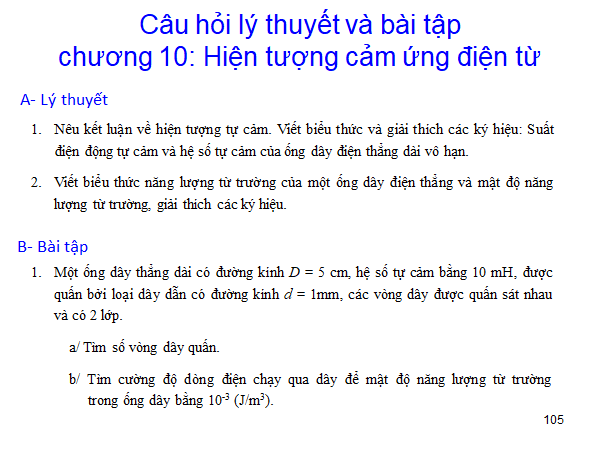 Câu hỏi lý thuyết và bài tập
chương 10: Hiện tượng cảm ứng điện từ
A- Lý thuyết
1. Nêu kết luận về hiện tượng tự cảm. Viết biểu thức và giải thích các ký hiệu: Suất
điện động tự cảm và hệ số tự cảm của ống dây điện thẳng dài vô hạn.
2. Viết biểu thức năng lượng từ trường của một ống dây điện thẳng và mật độ năng
lượng từ trường, giải thích các ký hiệu.
B- Bài tập
1. Một ống dây thẳng dài có đường kính D = 5 cm, hệ số tự cảm bằng 10 mH, được
quấn bởi loại dây dẫn có đường kính d = 1mm, các vòng dây được quấn sát nhau
và có 2 lớp.
a/ Tìm số vòng dây quấn.
b/ Tìm cường độ dòng điện chạy qua dây để mật độ năng lượng từ trường
trong ống dây bằng 10⁻³ (J/m³).
105